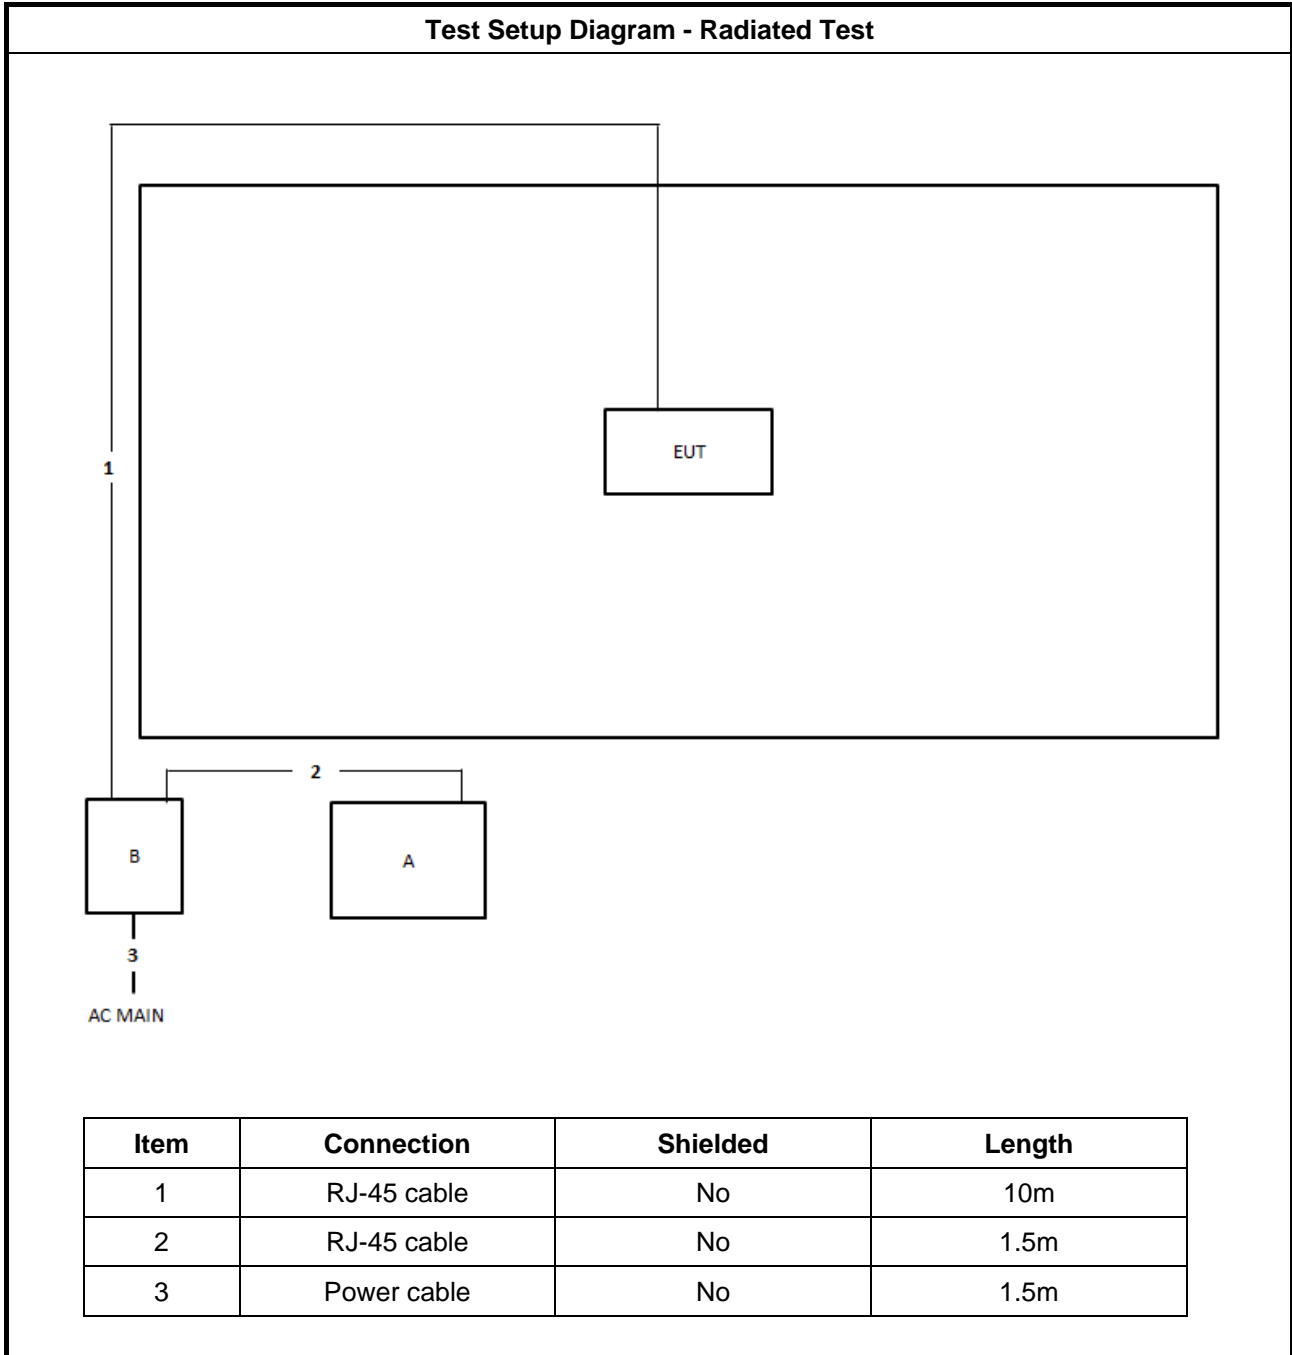 Test Setup Diagram - Radiated Test
EUT
1
2
B
A
3
AC MAIN
Item Connection Shielded Length
1 RJ-45 cable No 10m
2 RJ-45 cable No 1.5m
3 Power cable No 1.5m